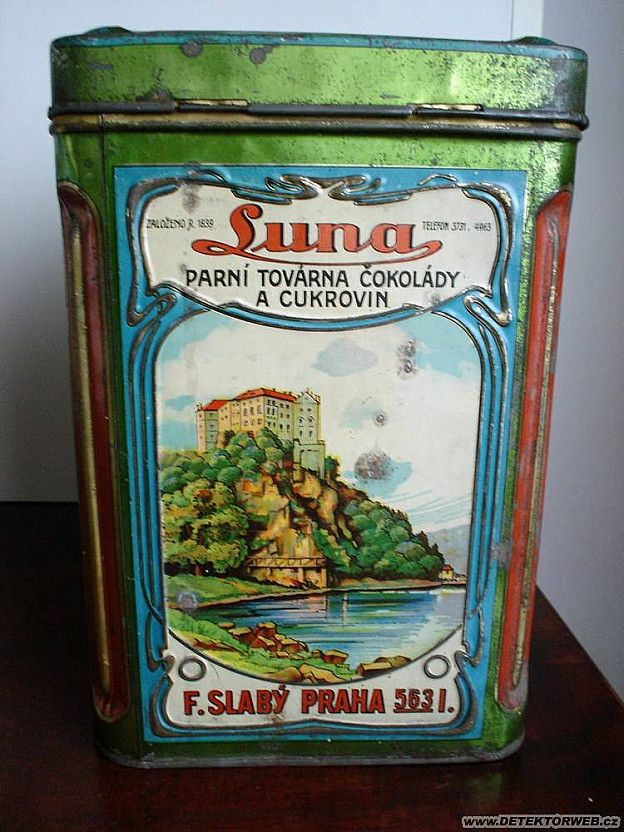 ZALOŽENO R. 1839.
Luna
TELEFON 3731, 4963
PARNÍ TOVÁRNA ČOKOLÁDY
A CUKROVIN
F. SLABÝ PRAHA 563 I.
WWW.DETEKTORWEB.CZ